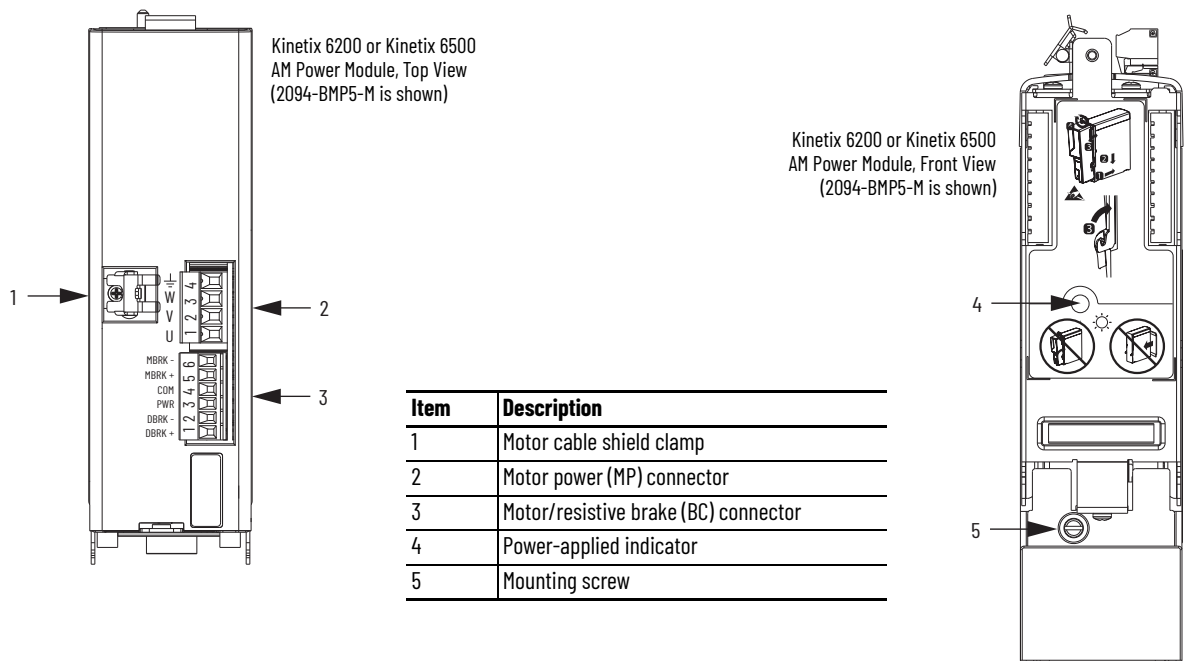 Kinetix 6200 or Kinetix 6500
AM Power Module, Top View
(2094-BMP5-M is shown)
Kinetix 6200 or Kinetix 6500
AM Power Module, Front View
(2094-BMP5-M is shown)
1
W
V
U
4
3
2
1
2
MBRK -
MBRK +
COM
PWR
DBRK -
DBRK +
6
5
4
3
2
1
3
4
5
3
Item Description
1 Motor cable shield clamp
2 Motor power (MP) connector
3 Motor/resistive brake (BC) connector
4 Power-applied indicator
5 Mounting screw